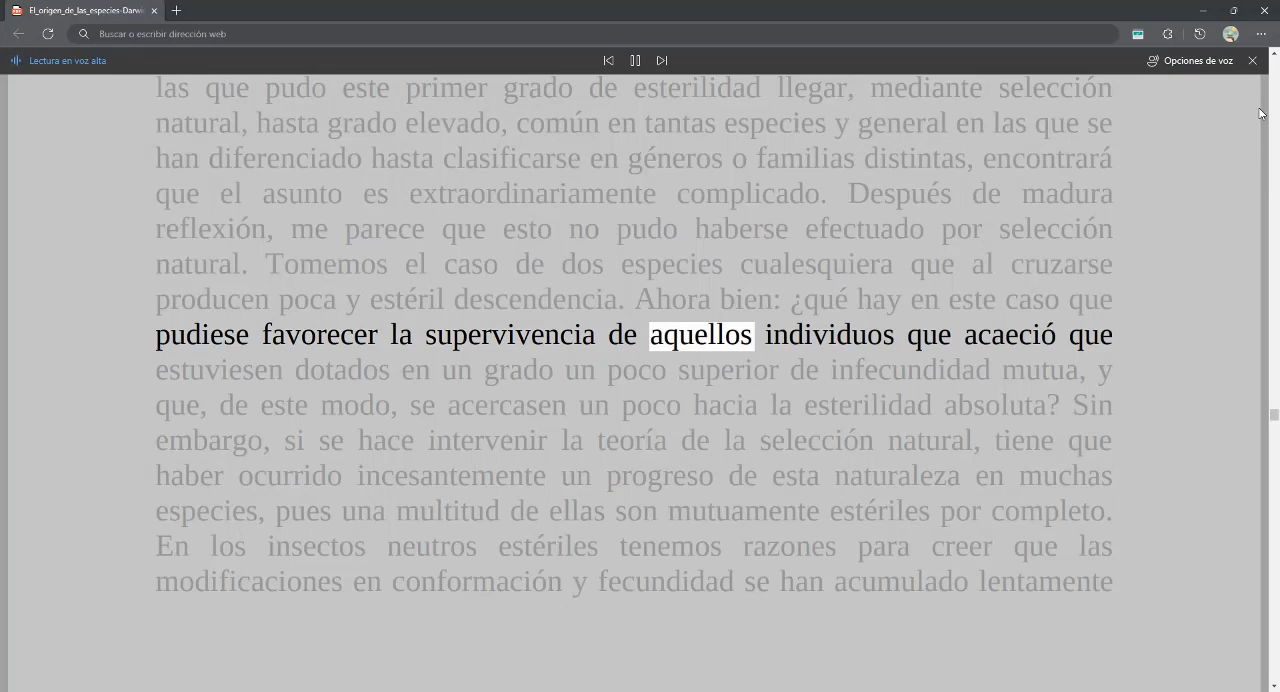 El_origen_de_las_especies-Darwi
Buscar o escribir dirección web
Lectura en voz alta
Opciones de voz
las que pudo este primer grado de esterilidad llegar, mediante selección
natural, hasta grado elevado, común en tantas especies y general en las que se
han diferenciado hasta clasificarse en géneros o familias distintas, encontrará
que el asunto es extraordinariamente complicado. Después de madura
reflexión, me parece que esto no pudo haberse efectuado por selección
natural. Tomemos el caso de dos especies cualesquiera que al cruzarse
producen poca y estéril descendencia. Ahora bien: ¿qué hay en este caso que
pudiese favorecer la supervivencia de aquellos individuos que acaeció que
estuviesen dotados en un grado un poco superior de infecundidad mutua, y
que, de este modo, se acercasen un poco hacia la esterilidad absoluta? Sin
embargo, si se hace intervenir la teoría de la selección natural, tiene que
haber ocurrido incesantemente un progreso de esta naturaleza en muchas
especies, pues una multitud de ellas son mutuamente estériles por completo.
En los insectos neutros estériles tenemos razones para creer que las
modificaciones en conformación y fecundidad se han acumulado lentamente